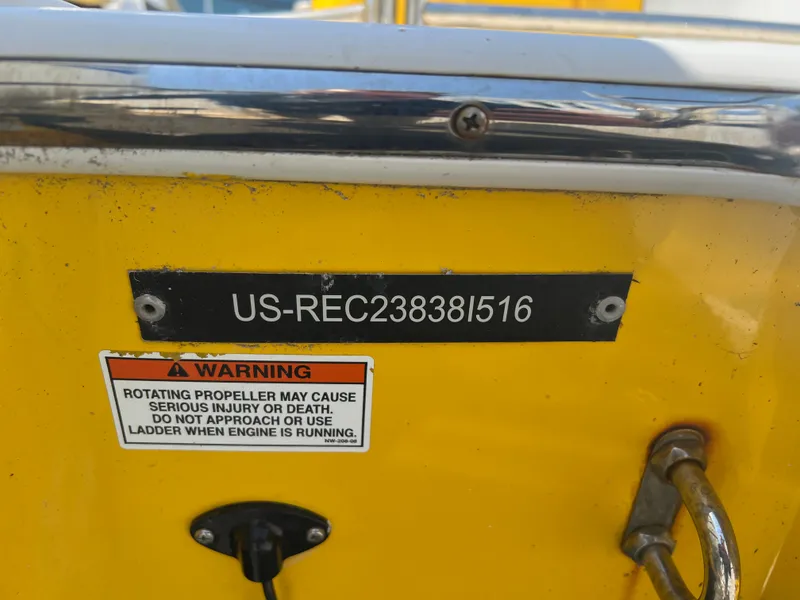 US-REC23838I516
WARNING
ROTATING PROPELLER MAY CAUSE
SERIOUS INJURY OR DEATH.
DO NOT APPROACH OR USE
LADDER WHEN ENGINE IS RUNNING.